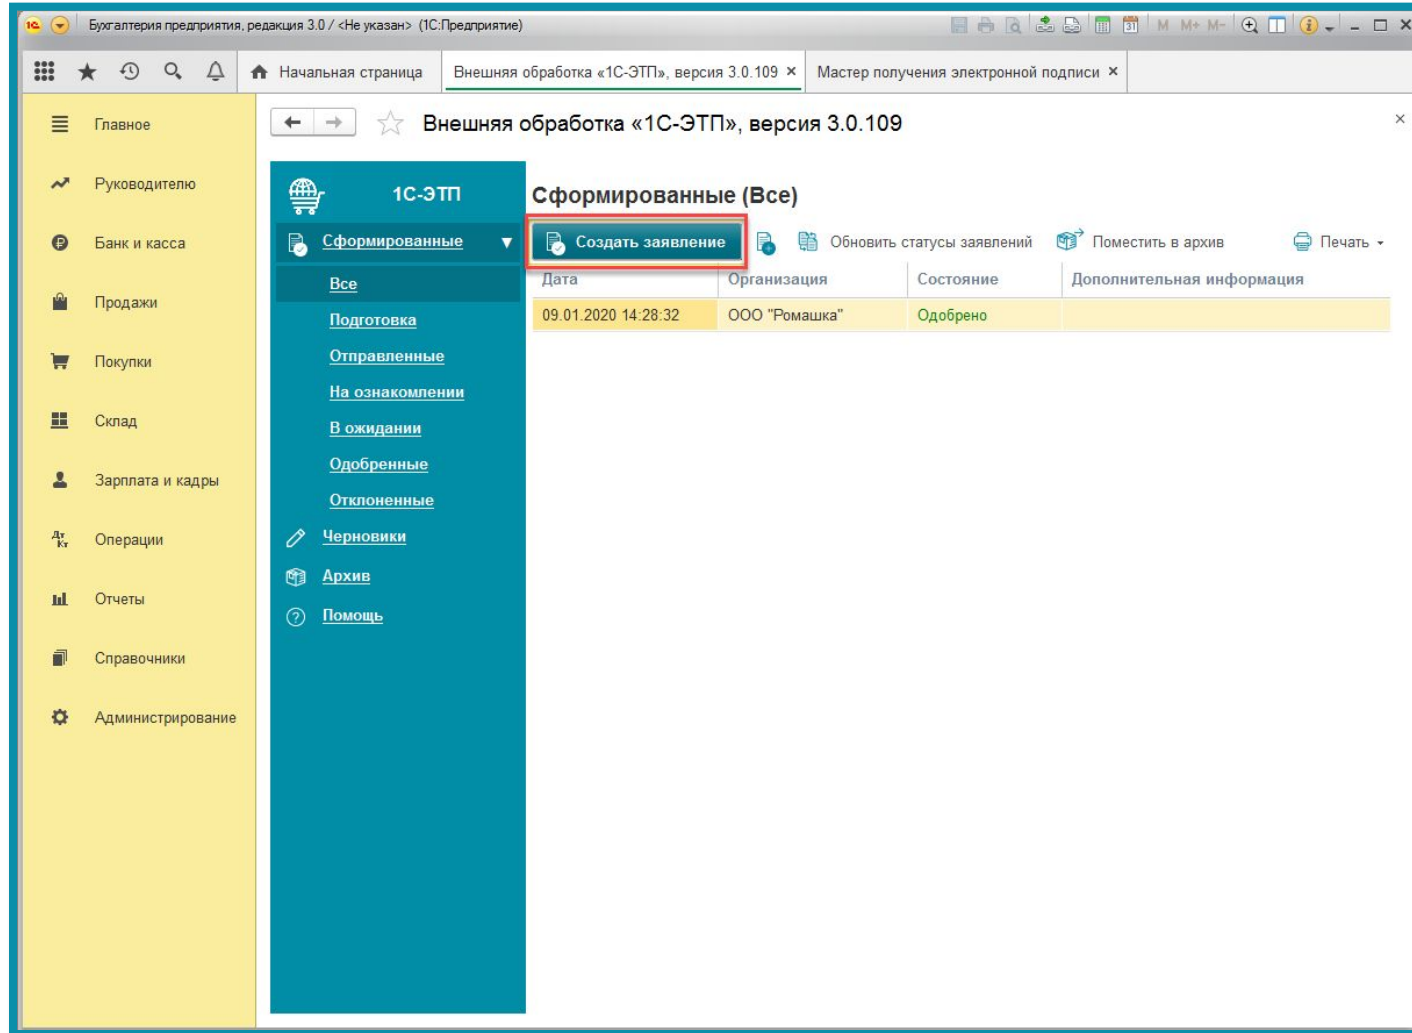 Бухгалтерия предприятия, редакция 3.0 / <Не указан> (1С:Предприятие)
M M+ M-
Начальная страница
Внешняя обработка «1С-ЭТП», версия 3.0.109 ×
Мастер получения электронной подписи ×
Главное
Руководителю
Банк и касса
Продажи
Покупки
Склад
Зарплата и кадры
Операции
Отчеты
Справочники
Администрирование
Внешняя обработка «1С-ЭТП», версия 3.0.109
1С-ЭТП
Сформированные
Все
Подготовка
Отправленные
На ознакомлении
В ожидании
Одобренные
Отклоненные
Черновики
Архив
Помощь
Сформированные (Все)
Создать заявление
Обновить статусы заявлений
Поместить в архив
Печать
Дата Организация Состояние Дополнительная информация
09.01.2020 14:28:32 ООО "Ромашка" Одобрено